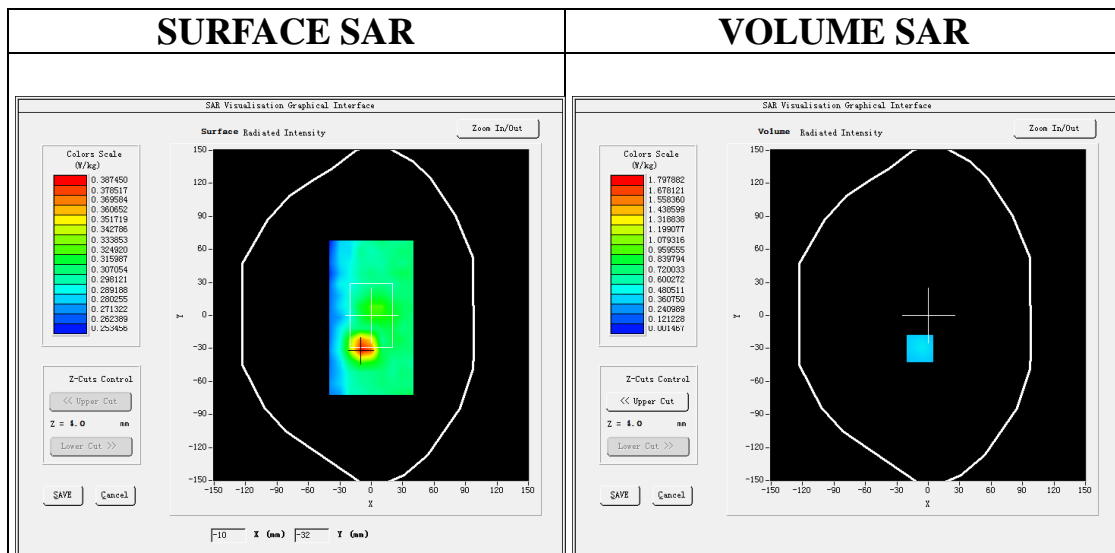 SURFACE SAR
VOLUME SAR
SAR Visualisation Graphical Interface
Surface Radiated Intensity
Zoom In/Out
Colors Scale
(W/kg)
0.387450
0.378517
0.369584
0.360652
0.351719
0.342786
0.333853
0.324920
0.315987
0.307054
0.298121
0.289188
0.280255
0.271322
0.262389
0.253456
150
120
90
60
30
0
-30
-60
-90
-120
-150
Y
-150 -120 -90 -60 -30 0 30 60 90 120 150
X
Z-Cuts Control
<< Upper Cut
Z = 4.0 mm
Lower Cut >>
SAVE Cancel
-10 X (mm) -32 Y (mm)
SAR Visualisation Graphical Interface
Volume Radiated Intensity
Zoom In/Out
Colors Scale
(W/kg)
1.797882
1.678121
1.558360
1.438599
1.318838
1.199077
1.079316
0.959555
0.839794
0.720033
0.600272
0.480511
0.360750
0.240989
0.121228
0.001467
150
120
90
60
30
0
-30
-60
-90
-120
-150
Y
-150 -120 -90 -60 -30 0 30 60 90 120 150
X
Z-Cuts Control
<< Upper Cut
Z = 4.0 mm
Lower Cut >>
SAVE Cancel